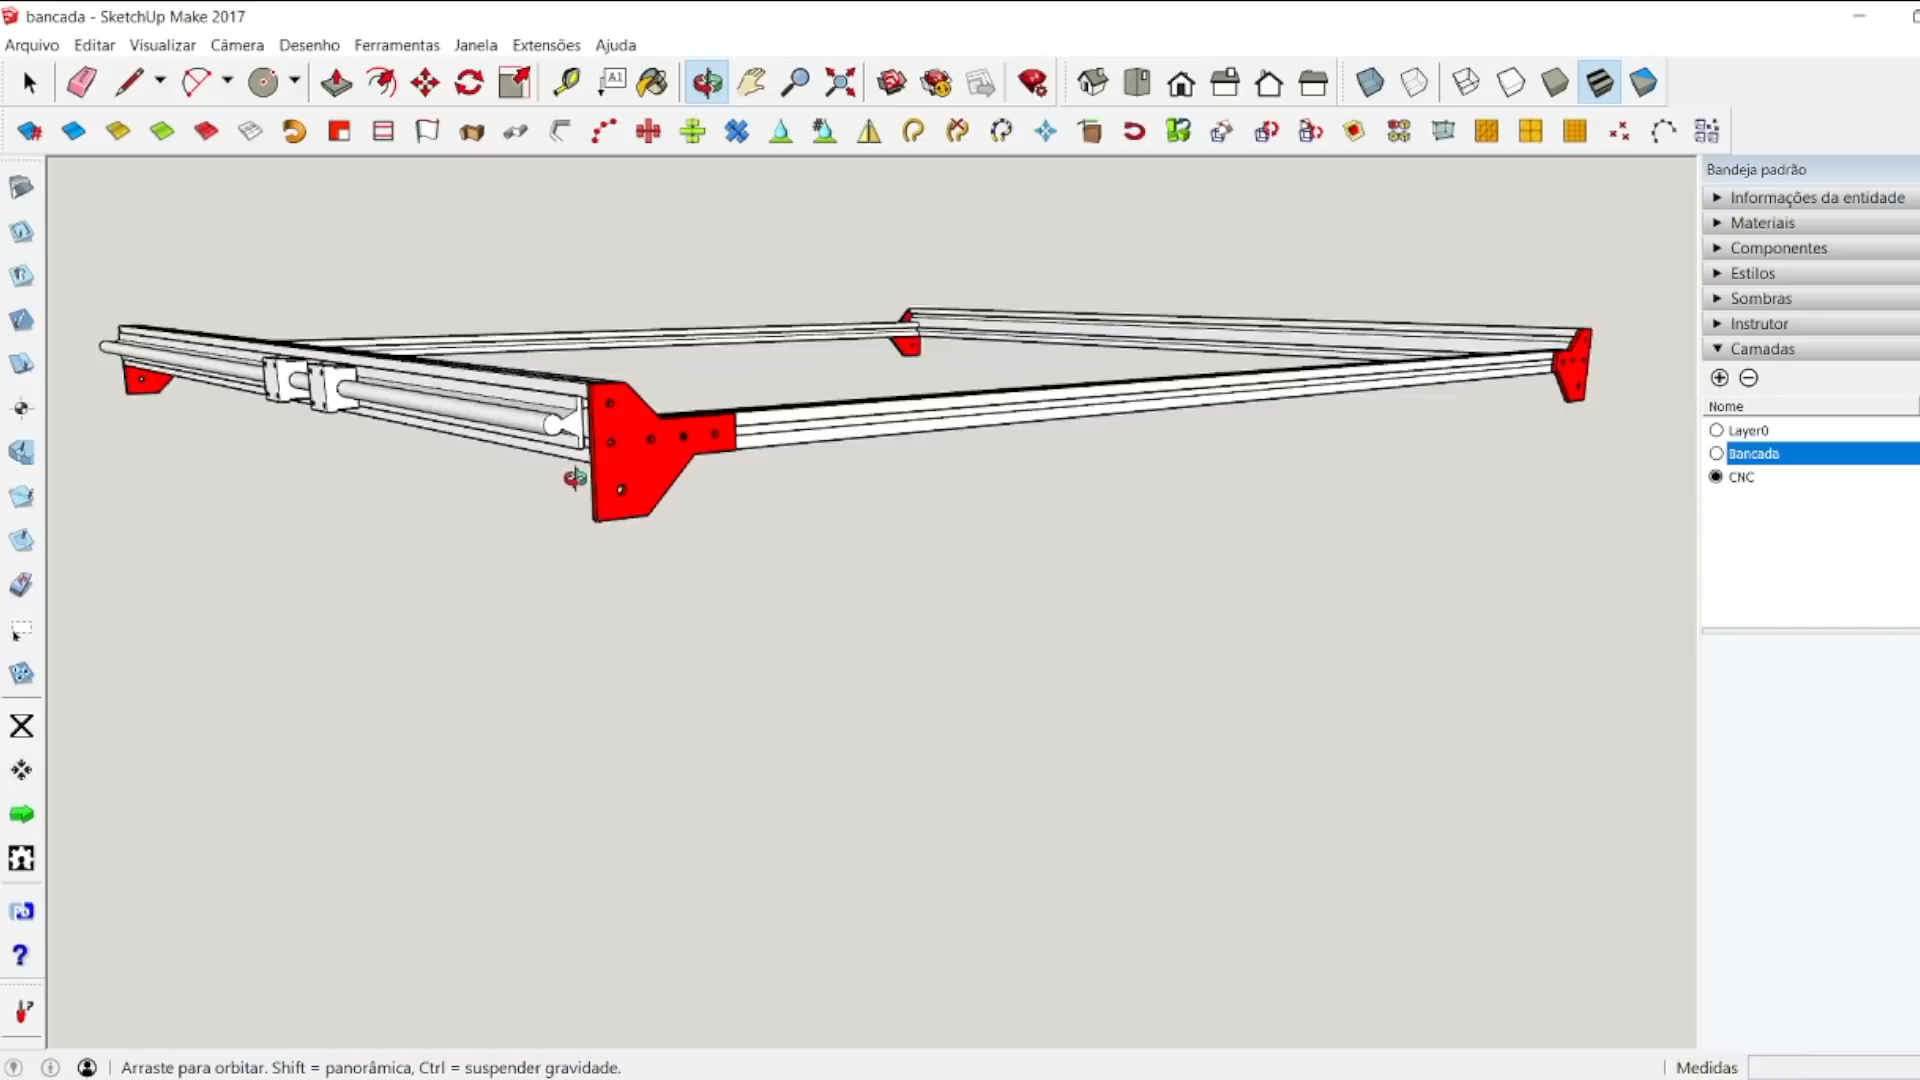 bancada - SketchUp Make 2017
Arquivo Editar Visualizar Câmera Desenho Ferramentas Janela Extensões Ajuda
A1
Bandeja padrão
Informações da entidade
Materiais
Componentes
Estilos
Sombras
Instrutor
Camadas
Nome
Layer0
Bancada
CNC
?
Arraste para orbitar. Shift = panorâmica, Ctrl = suspender gravidade.
Medidas